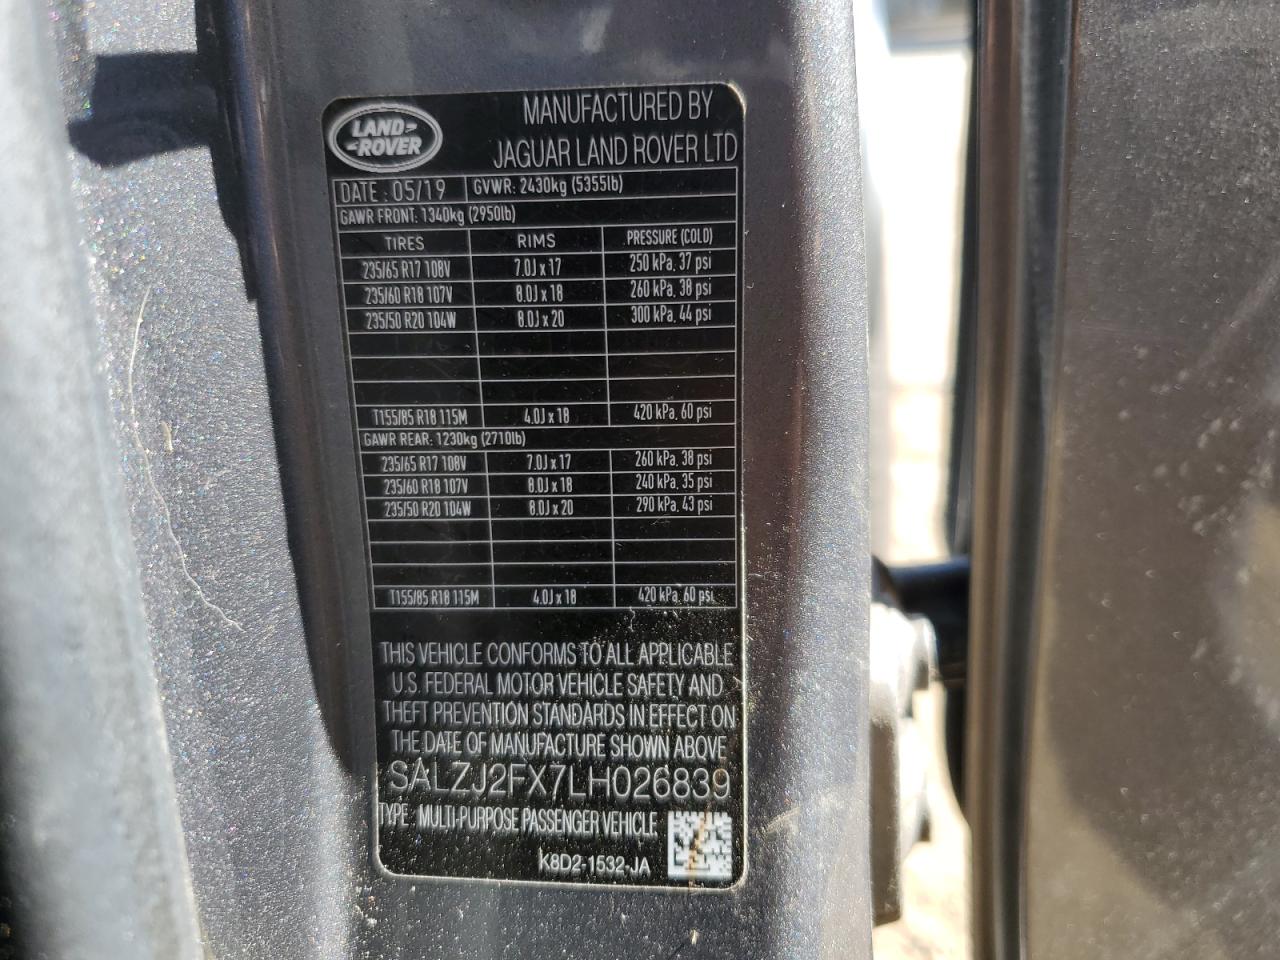 LAND-
-ROVER
MANUFACTURED BY
JAGUAR LAND ROVER LTD
DATE : 05/19 GVWR: 2430kg (5355lb)
GAWR FRONT: 1340kg (2950lb)
TIRES RIMS PRESSURE (COLD)
235/65 R17 108V 7.0J x 17 250 kPa, 37 psi
235/60 R18 107V 8.0J x 18 260 kPa, 38 psi
235/50 R20 104W 8.0J x 20 300 kPa, 44 psi
T155/85 R18 115M 4.0J x 18 420 kPa, 60 psi
GAWR REAR: 1230kg (2710lb)
235/65 R17 108V 7.0J x 17 260 kPa, 38 psi
235/60 R18 107V 8.0J x 18 240 kPa, 35 psi
235/50 R20 104W 8.0J x 20 290 kPa, 43 psi
T155/85 R18 115M 4.0J x 18 420 kPa, 60 psi
THIS VEHICLE CONFORMS TO ALL APPLICABLE
U.S. FEDERAL MOTOR VEHICLE SAFETY AND
THEFT PREVENTION STANDARDS IN EFFECT ON
THE DATE OF MANUFACTURE SHOWN ABOVE
SALZJ2FX7LH026839
TYPE: MULTI-PURPOSE PASSENGER VEHICLE
K8D2-1532-JA